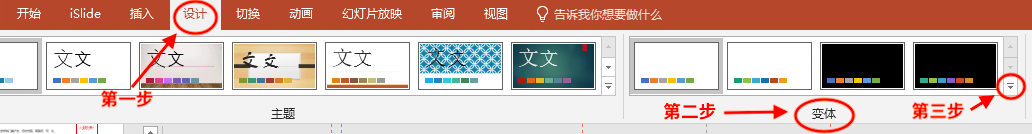 开始 iSlide 插入 设计 切换 动画 幻灯片放映 审阅 视图 告诉我你想要做什么
文文 文文 文文 文文 文文 文文
第一步
第二步
第三步
主题
变体